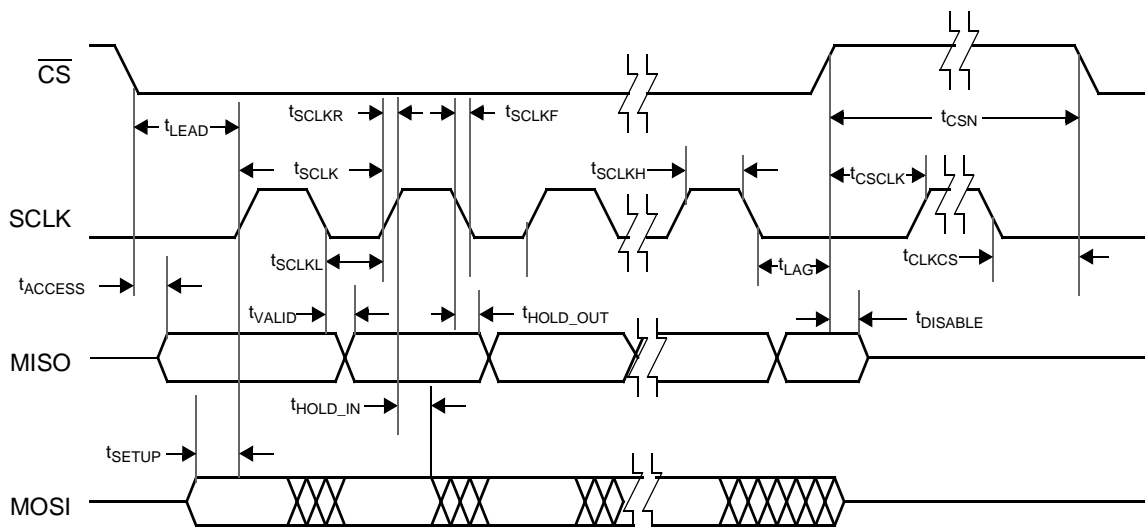 CS
tSCLKR
tSCLKF
tLEAD
tCSN
tSCLK
tSCLKH
tCSCLK
SCLK
tSCLKL
tLAG
tCLKCS
tACCESS
tVALID
tHOLD_OUT
tDISABLE
MISO
tHOLD_IN
tSETUP
MOSI